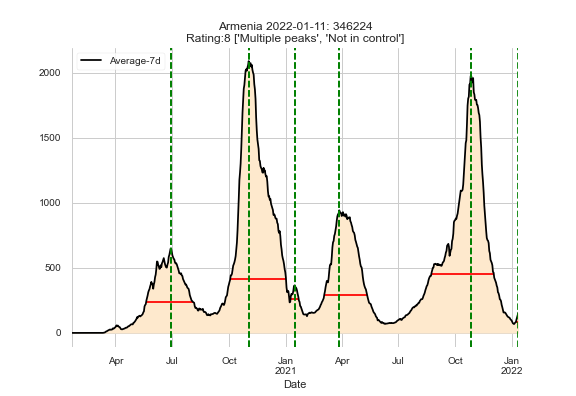 Armenia 2022-01-11: 346224
Rating:8 ['Multiple peaks', 'Not in control']
Average-7d
2000
1500
1000
500
0
Apr Jul Oct Jan Apr Jul Oct Jan
2021 2022
Date